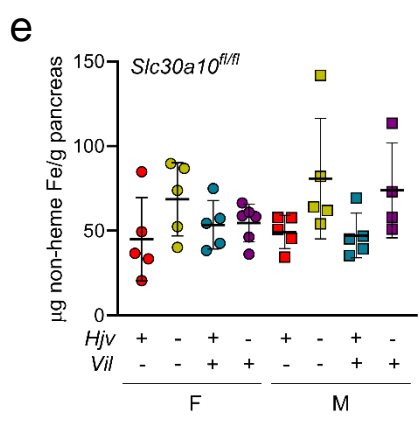 e
Slc30a10fl/fl
µg non-heme Fe/g pancreas
150
100
50
0
Hjv + - + - + - + -
Vil - - + + - - + +
F M